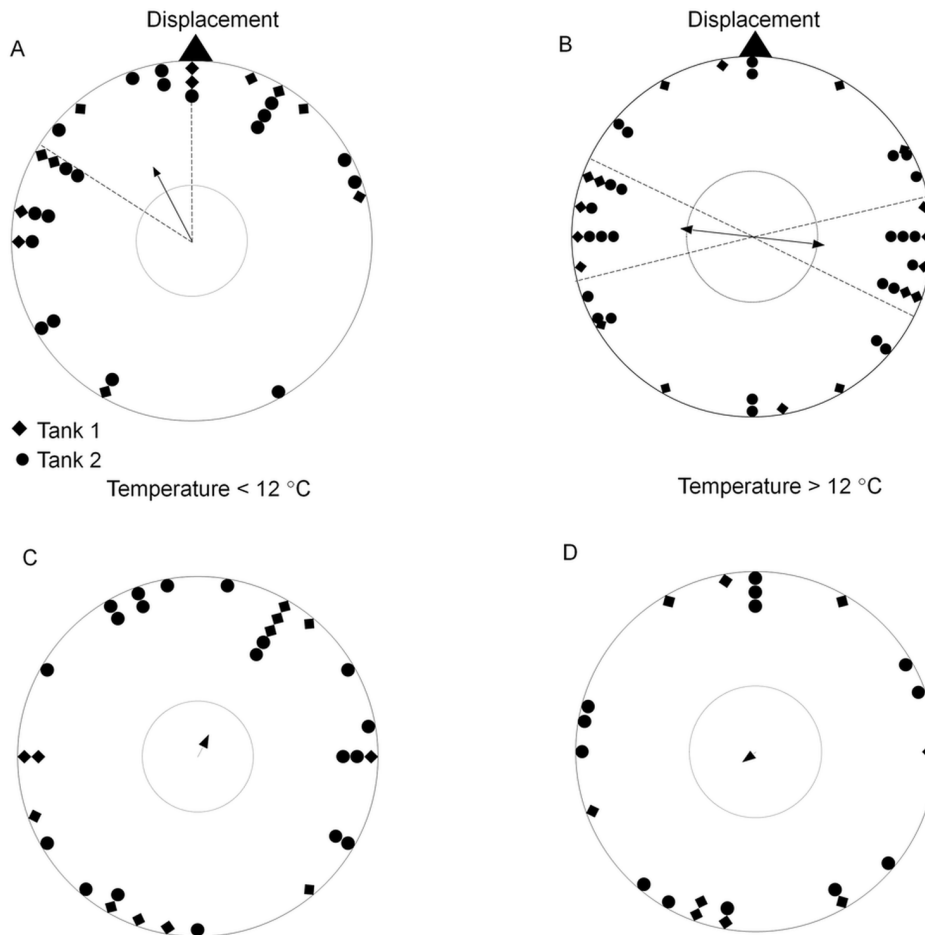 Displacement
Displacement
A
B
Tank 1
Tank 2
Temperature < 12 °C
Temperature > 12 °C
C
D